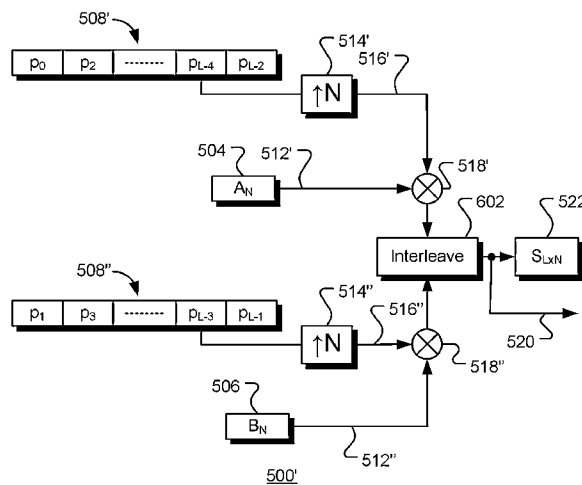 508'
514'
516'
p0 p2 -------- pL-4 pL-2
↑N
504
512'
518'
AN
602
522
Interleave
SLxN
508"
514"
516"
520
p1 p3 -------- pL-3 pL-1
↑N
518"
506
BN
512"
500'